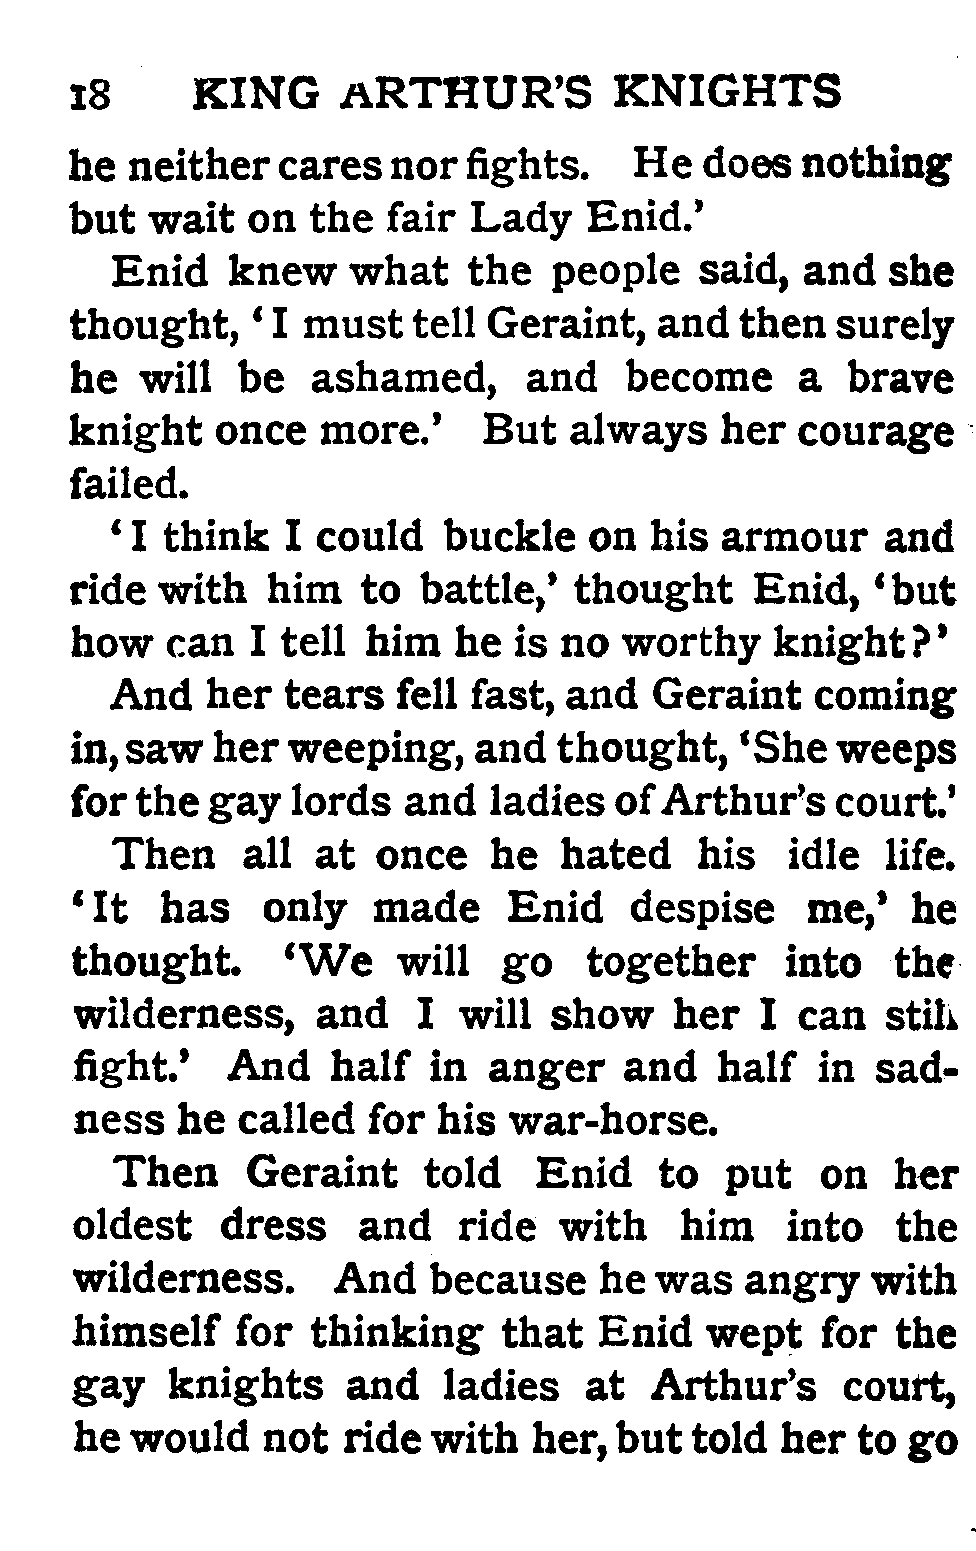 18 KING ARTHUR'S KNIGHTS
he neither cares nor fights. He does nothing
but wait on the fair Lady Enid.'
Enid knew what the people said, and she
thought, 'I must tell Geraint, and then surely
he will be ashamed, and become a brave
knight once more.' But always her courage
failed.
'I think I could buckle on his armour and
ride with him to battle,' thought Enid, 'but
how can I tell him he is no worthy knight?'
And her tears fell fast, and Geraint coming
in, saw her weeping, and thought, 'She weeps
for the gay lords and ladies of Arthur's court.'
Then all at once he hated his idle life.
'It has only made Enid despise me,' he
thought. 'We will go together into the
wilderness, and I will show her I can still
fight.' And half in anger and half in sad-
ness he called for his war-horse.
Then Geraint told Enid to put on her
oldest dress and ride with him into the
wilderness. And because he was angry with
himself for thinking that Enid wept for the
gay knights and ladies at Arthur's court,
he would not ride with her, but told her to go